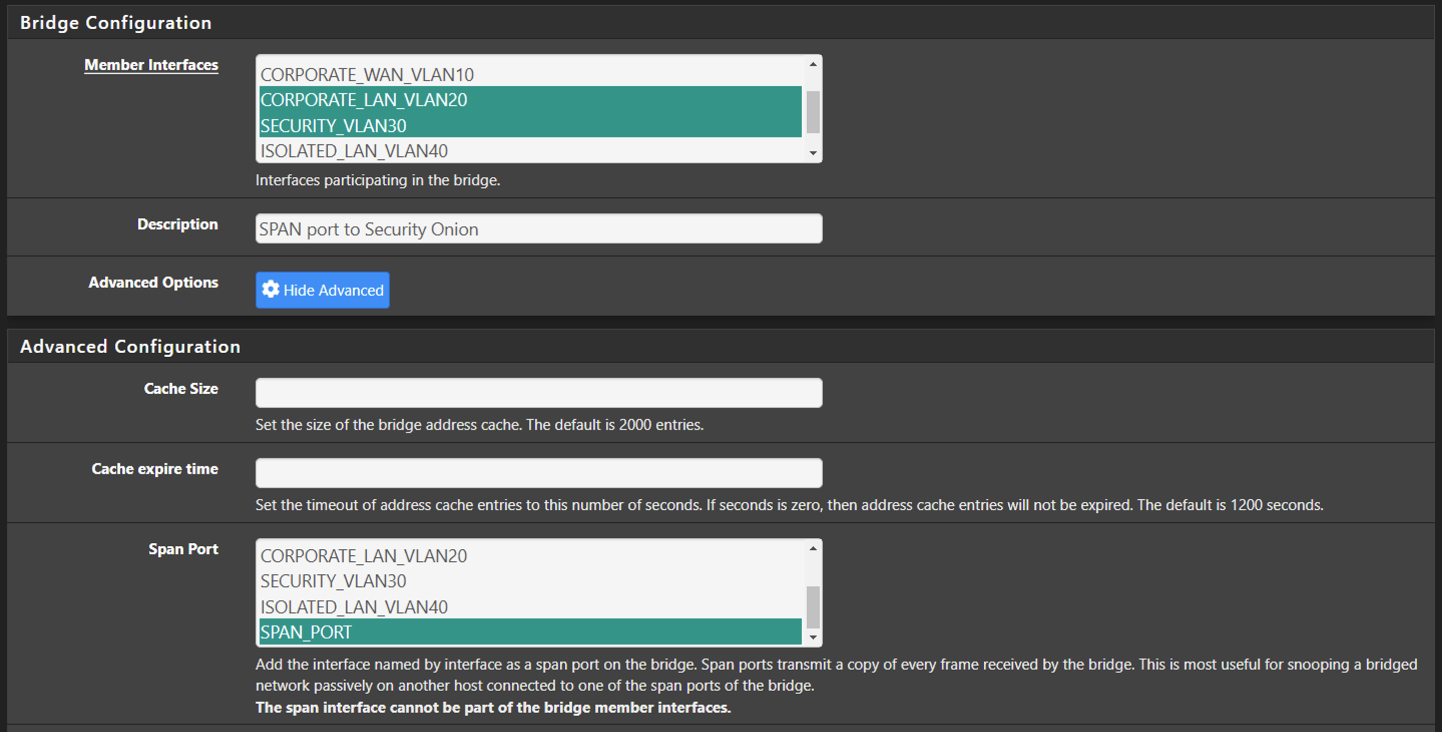 Bridge Configuration
Member Interfaces
CORPORATE_WAN_VLAN10
CORPORATE_LAN_VLAN20
SECURITY_VLAN30
ISOLATED_LAN_VLAN40
Interfaces participating in the bridge.
Description
SPAN port to Security Onion
Advanced Options
Hide Advanced
Advanced Configuration
Cache Size
Set the size of the bridge address cache. The default is 2000 entries.
Cache expire time
Set the timeout of address cache entries to this number of seconds. If seconds is zero, then address cache entries will not be expired. The default is 1200 seconds.
Span Port
CORPORATE_LAN_VLAN20
SECURITY_VLAN30
ISOLATED_LAN_VLAN40
SPAN_PORT
Add the interface named by interface as a span port on the bridge. Span ports transmit a copy of every frame received by the bridge. This is most useful for snooping a bridged
network passively on another host connected to one of the span ports of the bridge.
The span interface cannot be part of the bridge member interfaces.